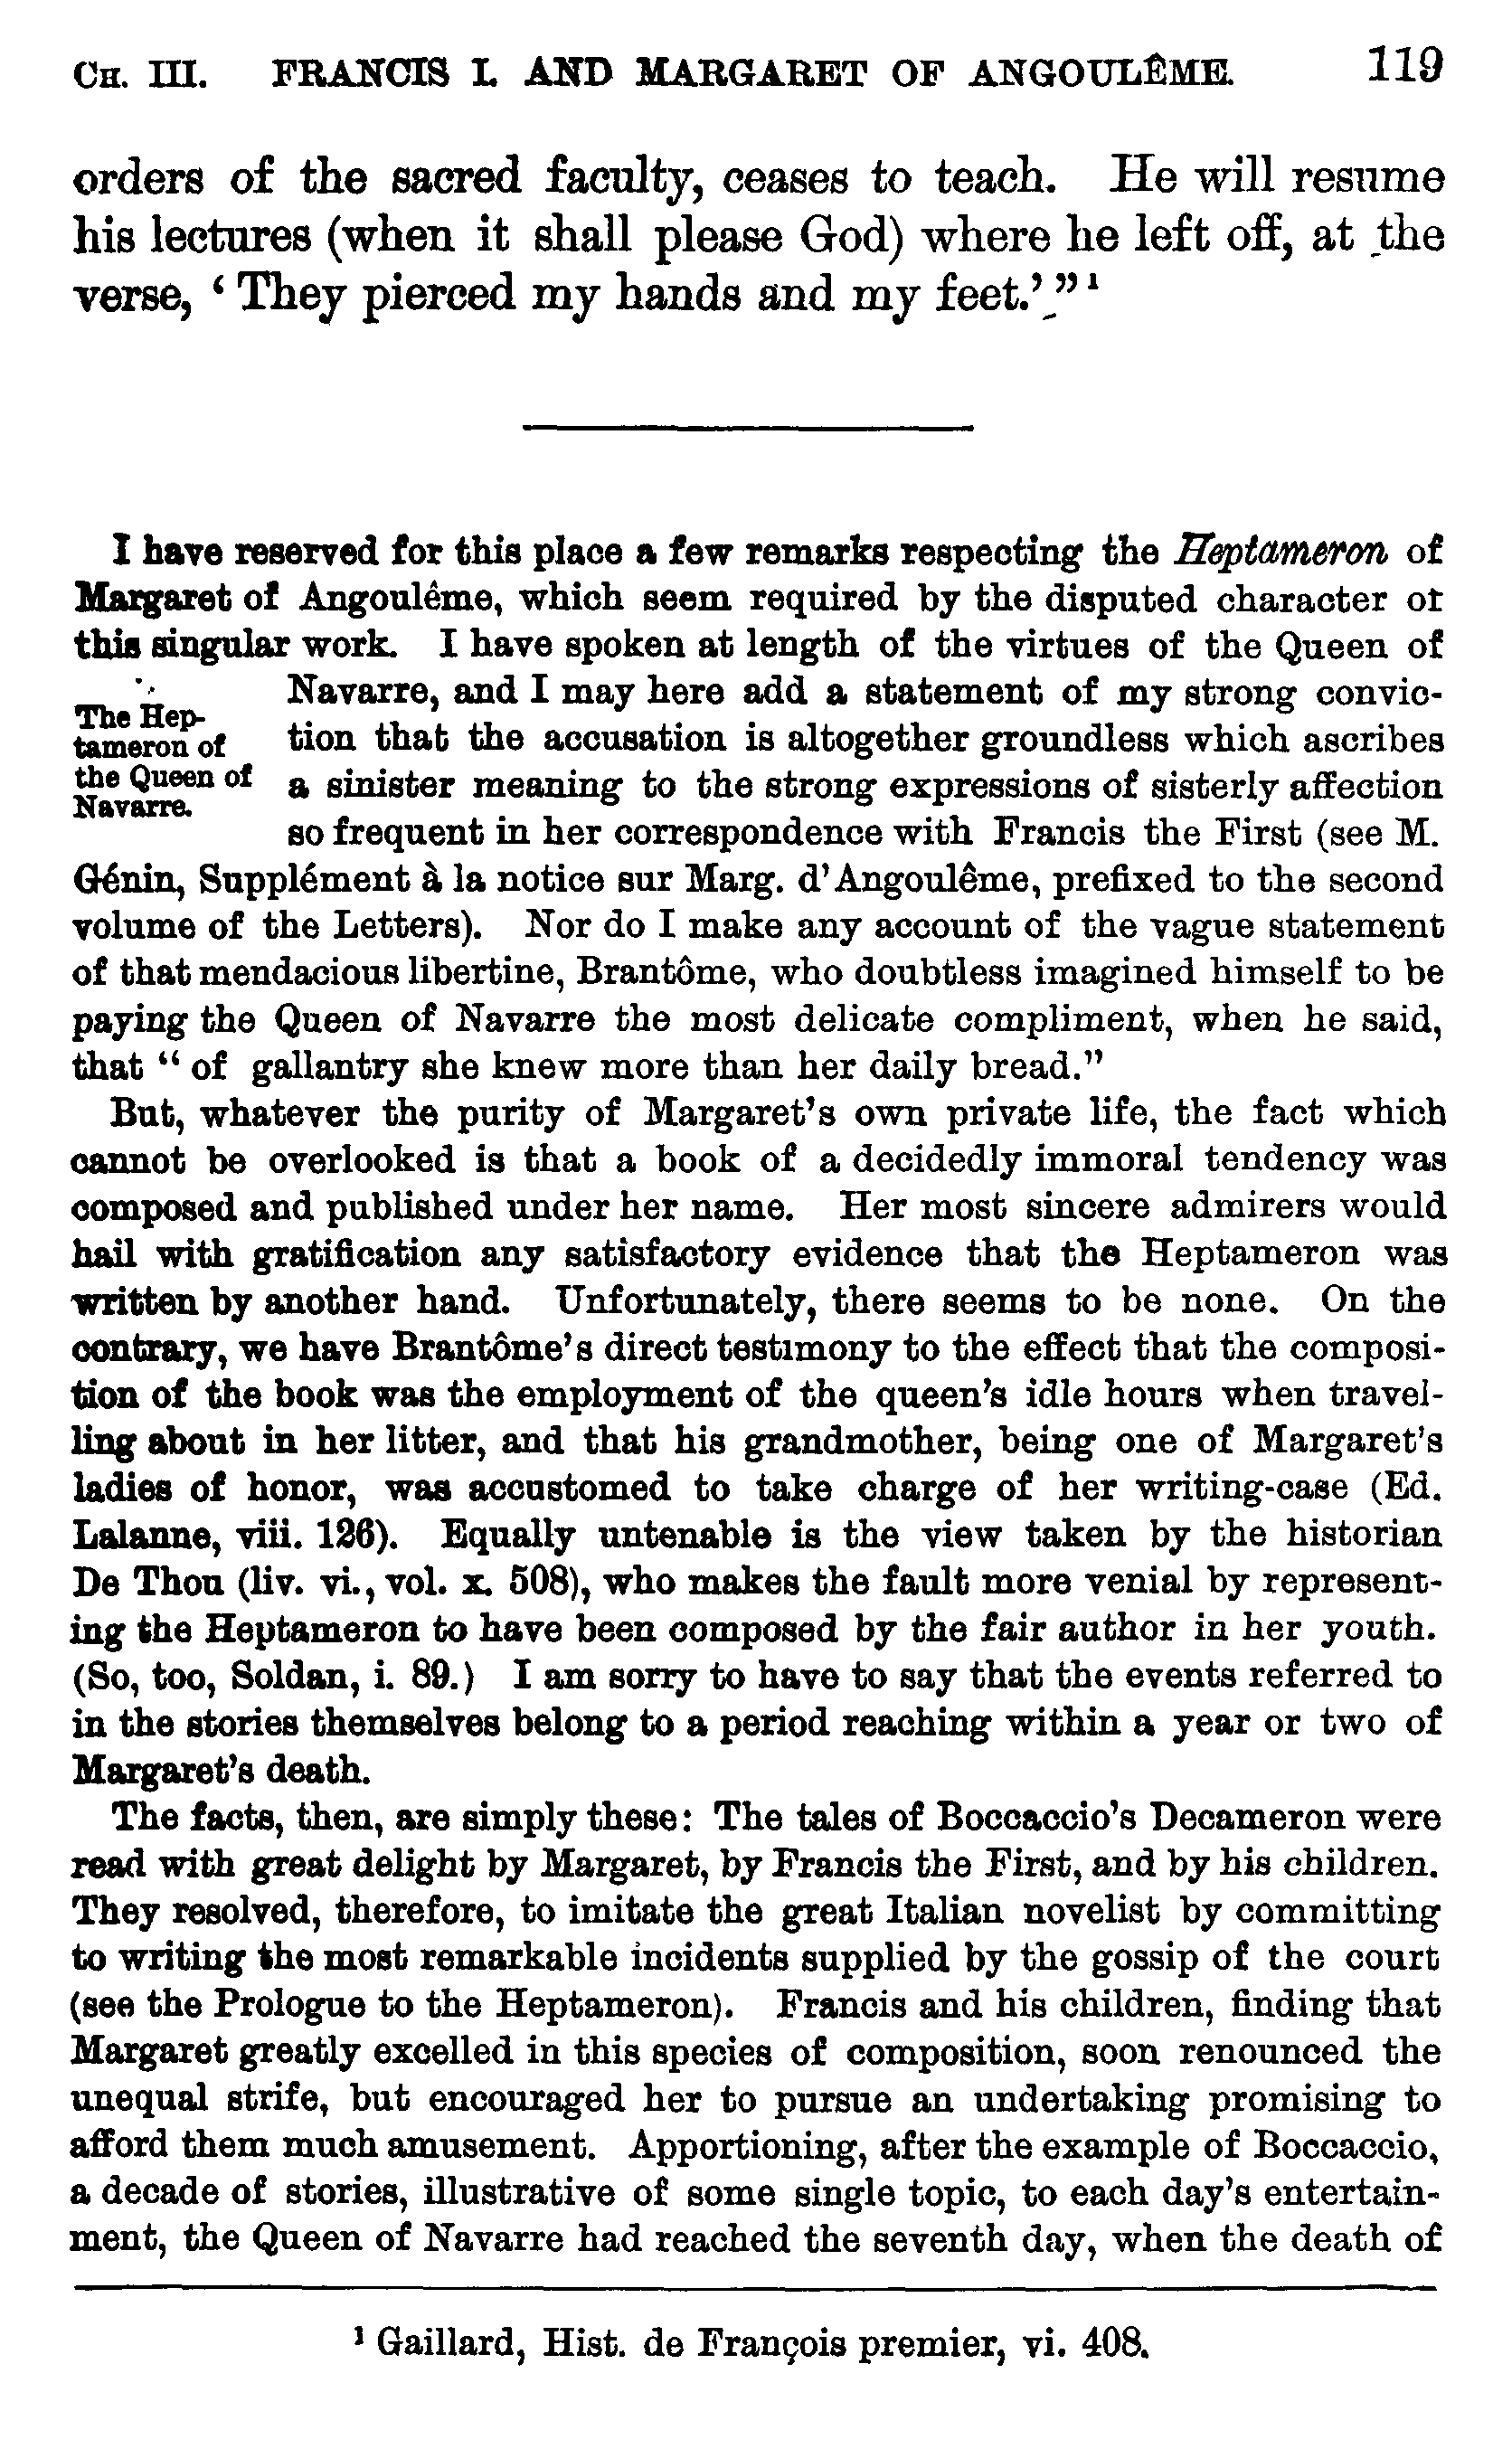 CH. III. FRANCIS I. AND MARGARET OF ANGOULÊME. 119
orders of the sacred faculty, ceases to teach. He will resume
his lectures (when it shall please God) where he left off, at the
verse, ‘They pierced my hands and my feet.’” ¹
I have reserved for this place a few remarks respecting the Heptameron of
Margaret of Angoulême, which seem required by the disputed character of
this singular work. I have spoken at length of the virtues of the Queen of
The Hep-
tameron of
the Queen of
Navarre.
Navarre, and I may here add a statement of my strong convic-
tion that the accusation is altogether groundless which ascribes
a sinister meaning to the strong expressions of sisterly affection
so frequent in her correspondence with Francis the First (see M.
Génin, Supplément à la notice sur Marg. d'Angoulême, prefixed to the second
volume of the Letters). Nor do I make any account of the vague statement
of that mendacious libertine, Brantôme, who doubtless imagined himself to be
paying the Queen of Navarre the most delicate compliment, when he said,
that “of gallantry she knew more than her daily bread.”
But, whatever the purity of Margaret's own private life, the fact which
cannot be overlooked is that a book of a decidedly immoral tendency was
composed and published under her name. Her most sincere admirers would
hail with gratification any satisfactory evidence that the Heptameron was
written by another hand. Unfortunately, there seems to be none. On the
contrary, we have Brantôme's direct testimony to the effect that the composi-
tion of the book was the employment of the queen's idle hours when travel-
ling about in her litter, and that his grandmother, being one of Margaret's
ladies of honor, was accustomed to take charge of her writing-case (Ed.
Lalanne, viii. 126). Equally untenable is the view taken by the historian
De Thou (liv. vi., vol. x. 508), who makes the fault more venial by represent-
ing the Heptameron to have been composed by the fair author in her youth.
(So, too, Soldan, i. 89.) I am sorry to have to say that the events referred to
in the stories themselves belong to a period reaching within a year or two of
Margaret's death.
The facts, then, are simply these: The tales of Boccaccio's Decameron were
read with great delight by Margaret, by Francis the First, and by his children.
They resolved, therefore, to imitate the great Italian novelist by committing
to writing the most remarkable incidents supplied by the gossip of the court
(see the Prologue to the Heptameron). Francis and his children, finding that
Margaret greatly excelled in this species of composition, soon renounced the
unequal strife, but encouraged her to pursue an undertaking promising to
afford them much amusement. Apportioning, after the example of Boccaccio,
a decade of stories, illustrative of some single topic, to each day's entertain-
ment, the Queen of Navarre had reached the seventh day, when the death of
¹ Gaillard, Hist. de François premier, vi. 408.